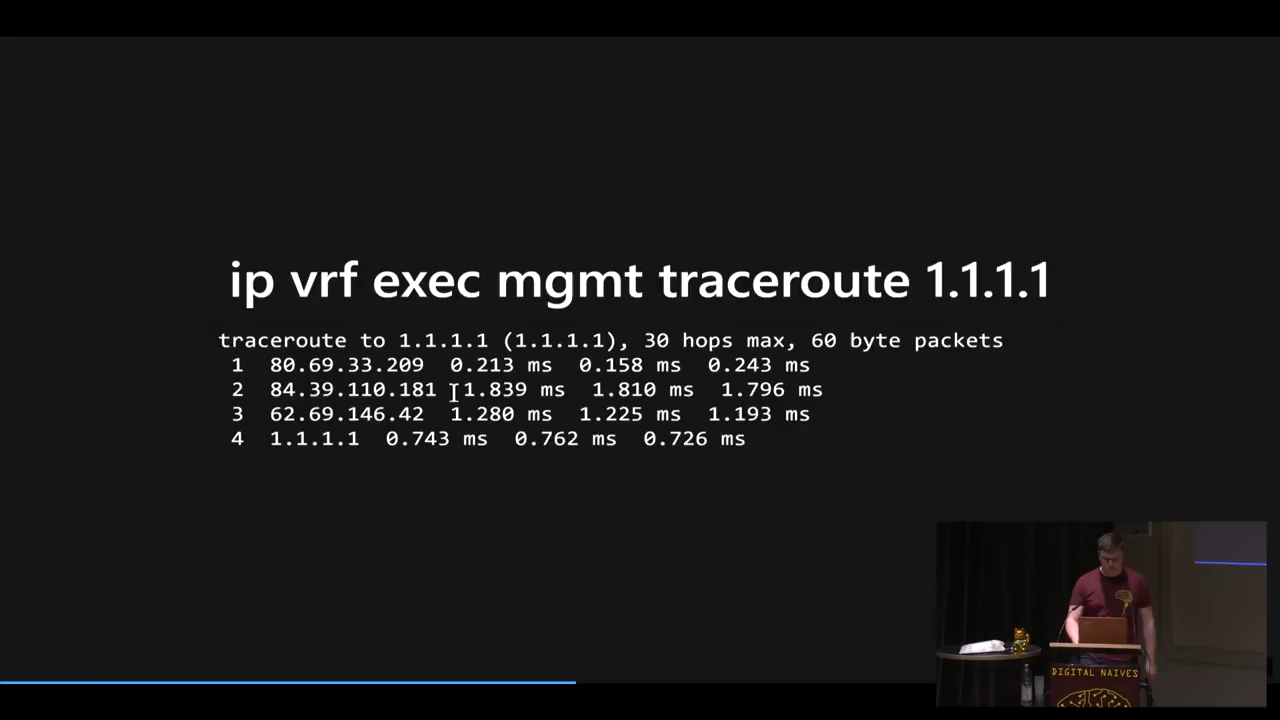 ip vrf exec mgmt traceroute 1.1.1.1
traceroute to 1.1.1.1 (1.1.1.1), 30 hops max, 60 byte packets
1 80.69.33.209 0.213 ms 0.158 ms 0.243 ms
2 84.39.110.181 1.839 ms 1.810 ms 1.796 ms
3 62.69.146.42 1.280 ms 1.225 ms 1.193 ms
4 1.1.1.1 0.743 ms 0.762 ms 0.726 ms
DIGITAL NAIVES